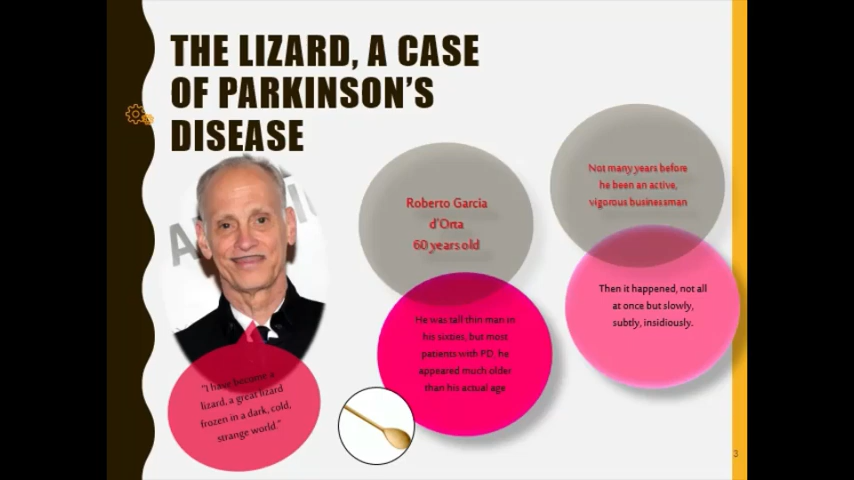 THE LIZARD, A CASE
OF PARKINSON'S
DISEASE
Not many years before
he been an active,
vigorous businessman
Roberto Garcia
d'Orta
60 years old
Then it happened, not all
at once but slowly,
subtly, insidiously.
He was tall thin man in
his sixties, but most
patients with PD, he
appeared much older
than his actual age
"I have become a
lizard, a great lizard
frozen in a dark, cold,
strange world."
3